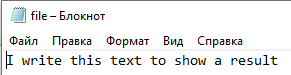 file – Блокнот
Файл Правка Формат Вид Справка
I write this text to show a result